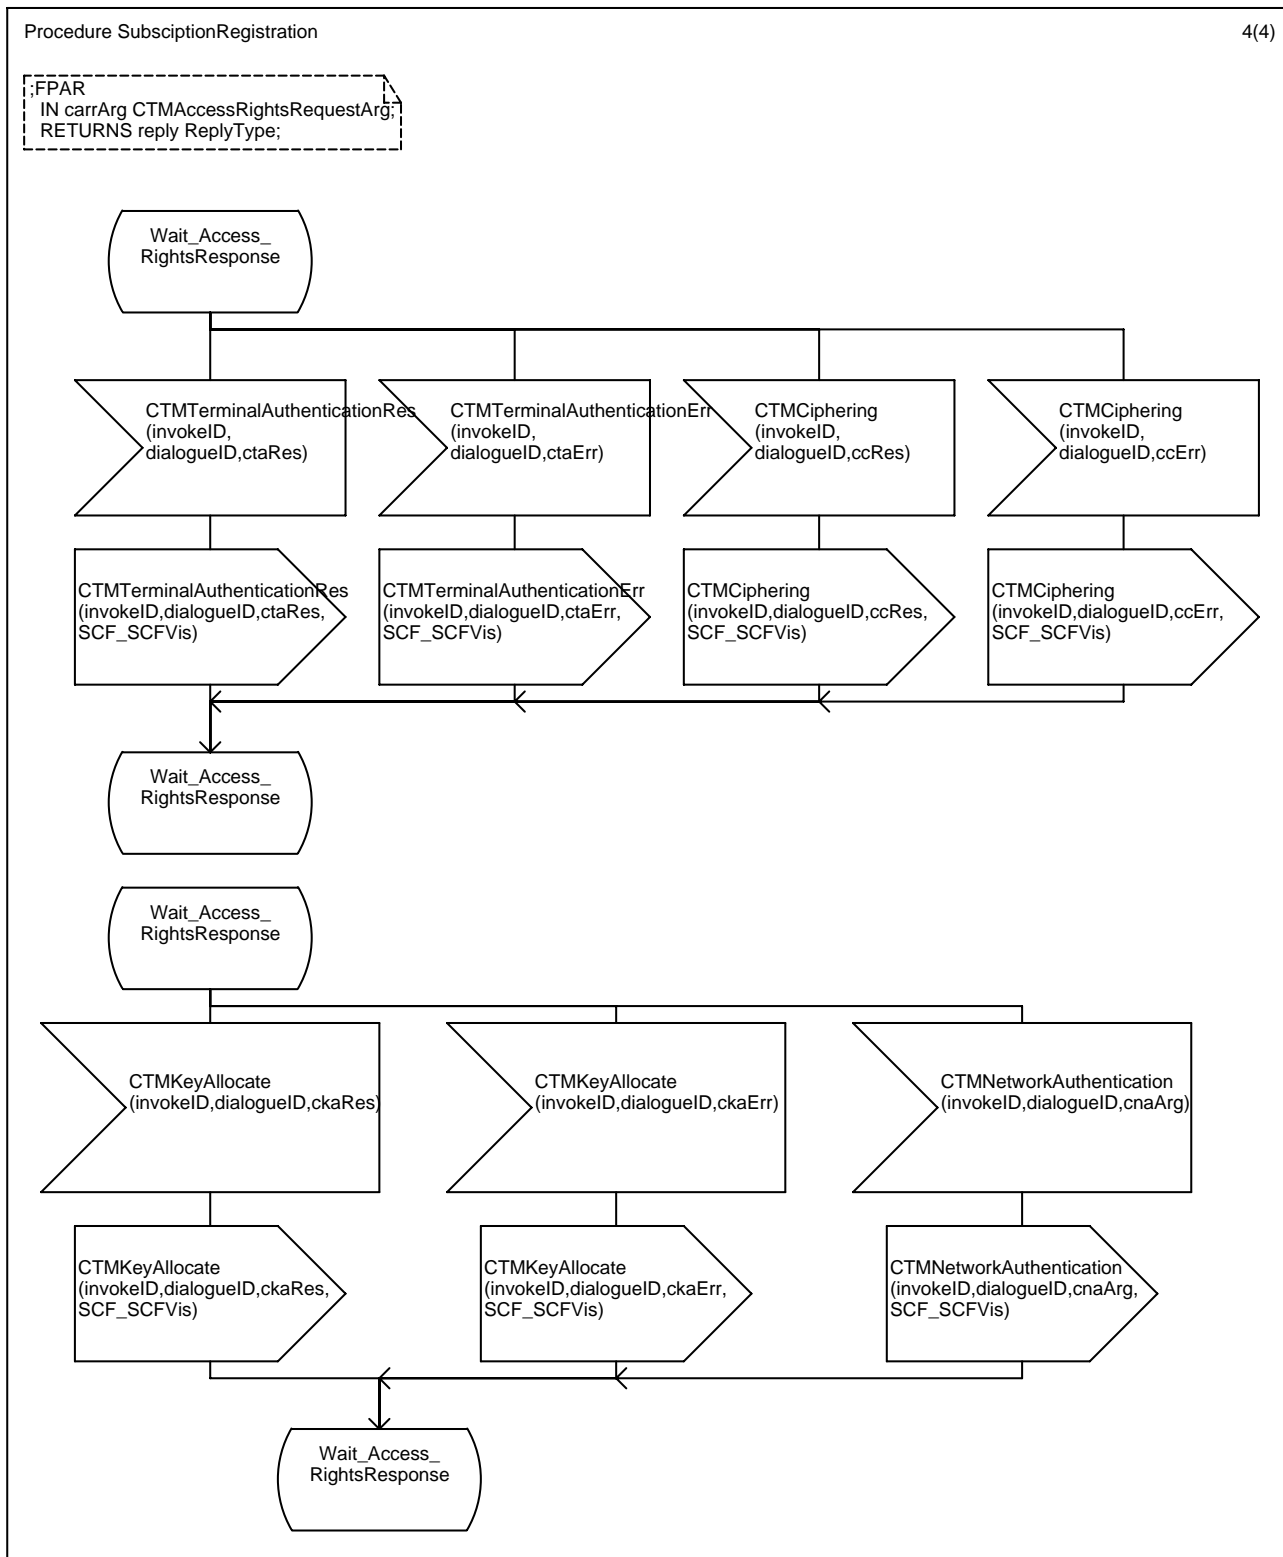 Procedure SubsciptionRegistration
4(4)
;FPAR
IN carrArg CTMAccessRightsRequestArg;
RETURNS reply ReplyType;
Wait_Access_
RightsResponse
CTMTerminalAuthenticationRes
(invokeID,
dialogueID,ctaRes)
CTMTerminalAuthenticationErr
(invokeID,
dialogueID,ctaErr)
CTMCiphering
(invokeID,
dialogueID,ccRes)
CTMCiphering
(invokeID,
dialogueID,ccErr)
CTMTerminalAuthenticationRes
(invokeID,dialogueID,ctaRes,
SCF_SCFVis)
CTMTerminalAuthenticationErr
(invokeID,dialogueID,ctaErr,
SCF_SCFVis)
CTMCiphering
(invokeID,dialogueID,ccRes,
SCF_SCFVis)
CTMCiphering
(invokeID,dialogueID,ccErr,
SCF_SCFVis)
Wait_Access_
RightsResponse
Wait_Access_
RightsResponse
CTMKeyAllocate
(invokeID,dialogueID,ckaRes)
CTMKeyAllocate
(invokeID,dialogueID,ckaErr)
CTMNetworkAuthentication
(invokeID,dialogueID,cnaArg)
CTMKeyAllocate
(invokeID,dialogueID,ckaRes,
SCF_SCFVis)
CTMKeyAllocate
(invokeID,dialogueID,ckaErr,
SCF_SCFVis)
CTMNetworkAuthentication
(invokeID,dialogueID,cnaArg,
SCF_SCFVis)
Wait_Access_
RightsResponse